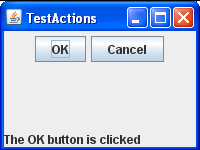 TestActions
OK Cancel
The OK button is clicked